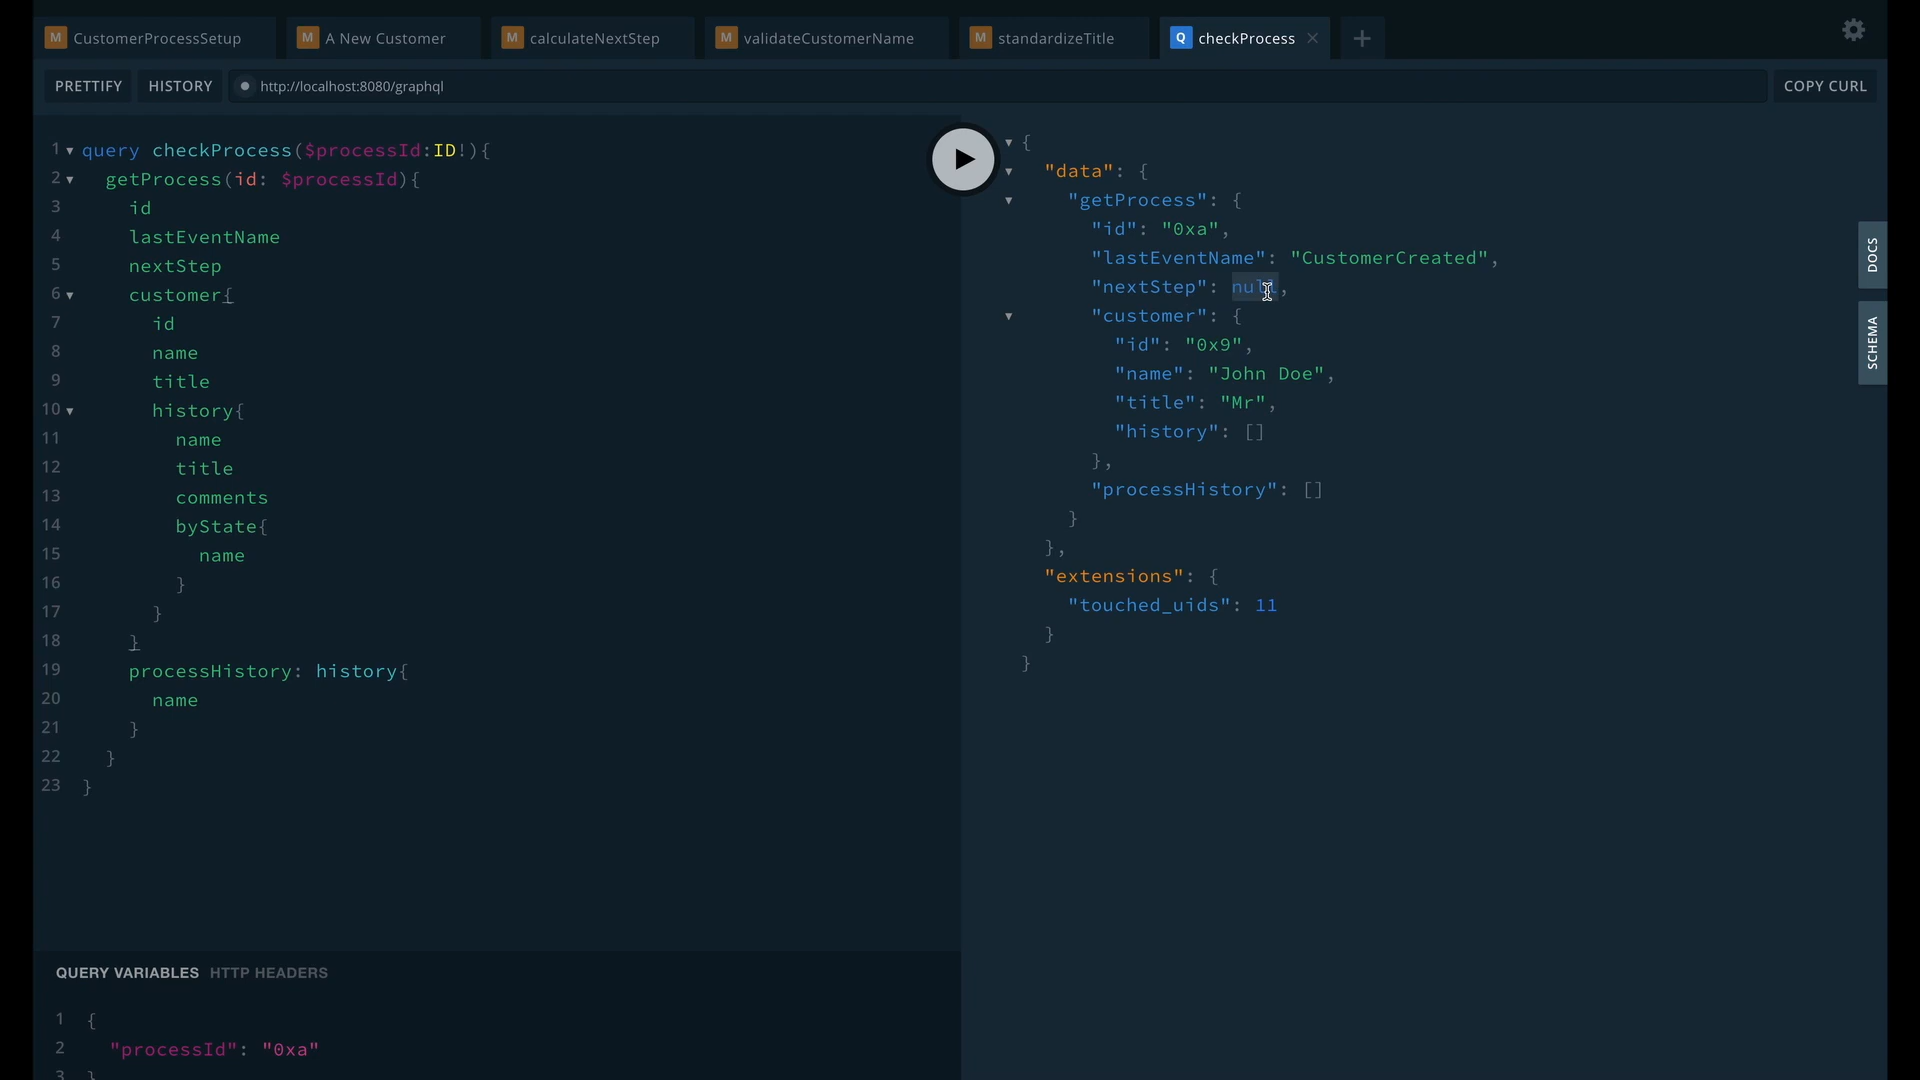 M CustomerProcessSetup
M A New Customer
M calculateNextStep
M validateCustomerName
M standardizeTitle
Q checkProcess
PRETTIFY
HISTORY
http://localhost:8080/graphql
COPY CURL
1 query checkProcess($processId:ID!){
2 getProcess(id: $processId){
3 id
4 lastEventName
5 nextStep
6 customer{
7 id
8 name
9 title
10 history{
11 name
12 title
13 comments
14 byState{
15 name
16 }
17 }
18 }
19 processHistory: history{
20 name
21 }
22 }
23 }
{
"data": {
"getProcess": {
"id": "0xa",
"lastEventName": "CustomerCreated",
"nextStep": null,
"customer": {
"id": "0x9",
"name": "John Doe",
"title": "Mr",
"history": []
},
"processHistory": []
}
},
"extensions": {
"touched_uids": 11
}
}
DOCS
SCHEMA
QUERY VARIABLES HTTP HEADERS
1 {
2 "processId": "0xa"
3 }